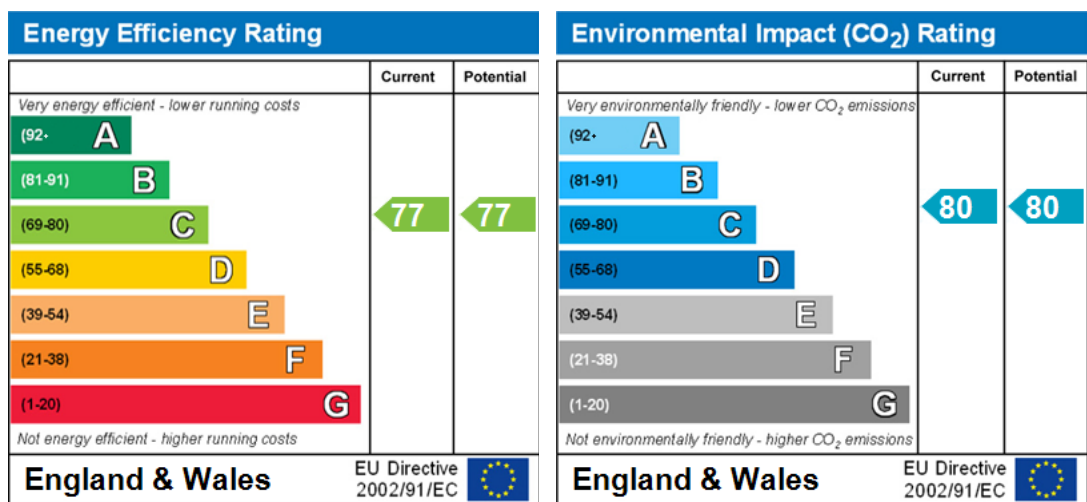 Energy Efficiency Rating
Current Potential
Very energy efficient - lower running costs
(92+ A
(81-91) B
(69-80) C
77 77
(55-68) D
(39-54) E
(21-38) F
(1-20) G
Not energy efficient - higher running costs
England & Wales
EU Directive
2002/91/EC
Environmental Impact (CO₂) Rating
Current Potential
Very environmentally friendly - lower CO₂ emissions
(92+ A
(81-91) B
(69-80) C
80 80
(55-68) D
(39-54) E
(21-38) F
(1-20) G
Not environmentally friendly - higher CO₂ emissions
England & Wales
EU Directive
2002/91/EC